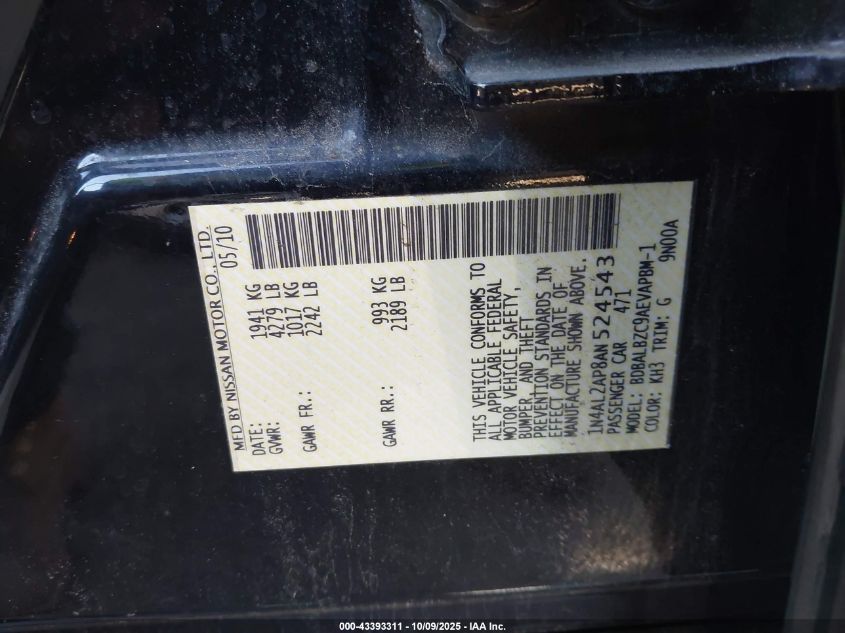 MFD BY NISSAN MOTOR CO., LTD.
DATE: 05/10
GVWR: 1941 KG
4279 LB
GAWR FR.: 1017 KG
2242 LB
GAWR RR.: 993 KG
2189 LB
THIS VEHICLE CONFORMS TO
ALL APPLICABLE FEDERAL
MOTOR VEHICLE SAFETY,
BUMPER, AND THEFT
PREVENTION STANDARDS IN
EFFECT ON THE DATE OF
MANUFACTURE SHOWN ABOVE.
1N4AL2AP8AN524543
PASSENGER CAR 471
MODEL: BDBALBZC9AEVAPBM-1
COLOR: KH3 TRIM: G 9N00A
000-43393311 - 10/09/2025 - IAA Inc.